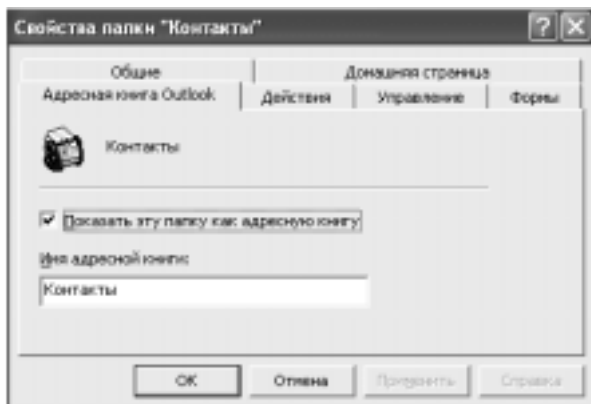 Свойства папки "Контакты"
Общие Домашняя страница
Адресная книга Outlook Действия Управление Формы
Контакты
Показать эту папку как адресную книгу
Имя адресной книги:
Контакты
ОК Отмена Применить Справка